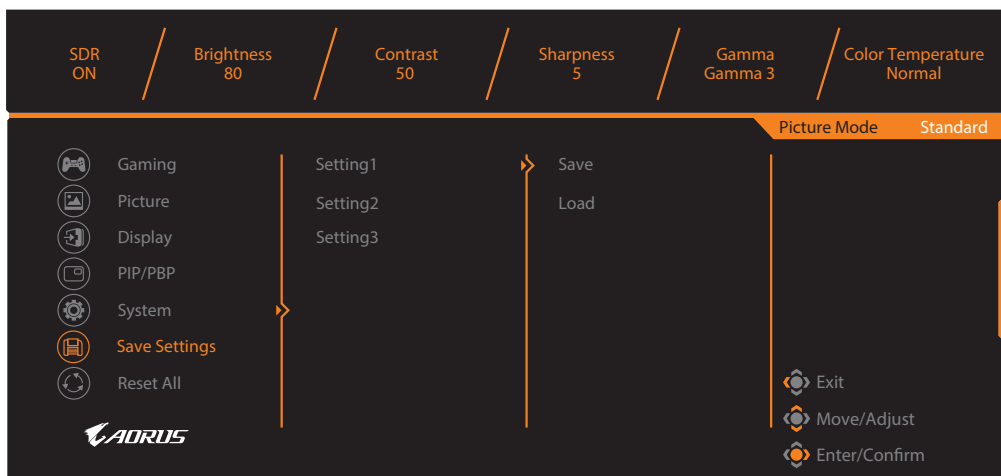 SDR Brightness Contrast Sharpness Gamma Color Temperature
ON 80 50 5 Gamma 3 Normal
Picture Mode Standard
Gaming Setting1 Save
Picture Setting2 Load
Display Setting3
PIP/PBP
System
Save Settings
Reset All Exit
AORUS Move/Adjust
Enter/Confirm